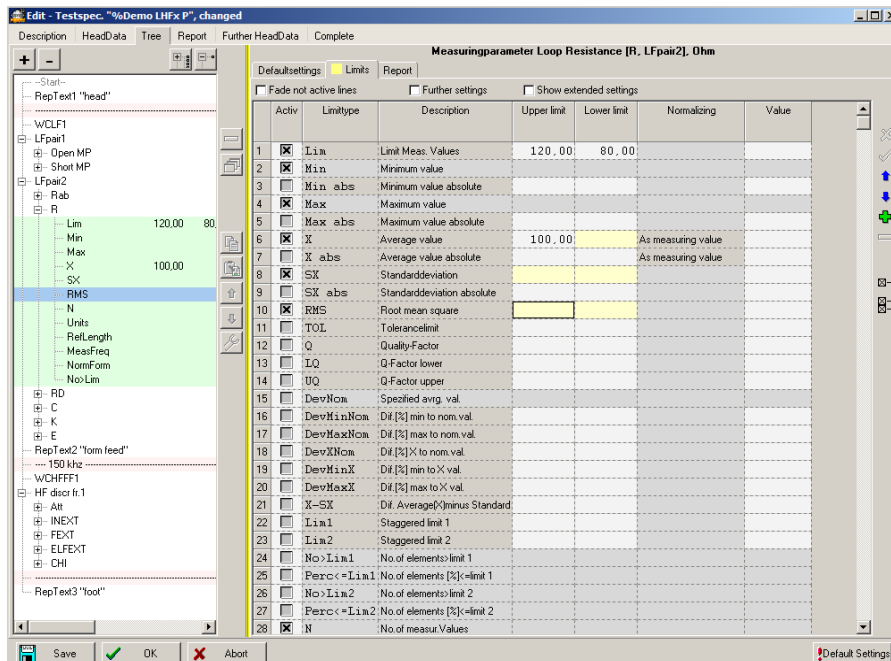 Edit - Testspec. "%Demo LHFx P", changed
Description HeadData Tree Report Further HeadData Complete
Measuringparameter Loop Resistance [R, LFpair2], Ohm
--Start--
RepText1 "head"
WCLF1
LFpair1
Open MP
Short MP
LFpair2
Rab
R
Lim 120,00 80,
Min
Max
X 100,00
SX
RMS
N
Units
RefLength
MeasFreq
NormForm
No>Lim
RD
C
K
E
RepText2 "form feed"
---- 150 khz
WCHFFF1
HF discr fr.1
Att
INEXT
FEXT
ELFEXT
CHI
RepText3 "foot"
Defaultsettings Limits Report
Fade not active lines Further settings Show extended settings
Activ Limittype Description Upper limit Lower limit Normalizing Value
1 Lim Limit Meas. Values 120,00 80,00
2 Min Minimum value
3 Min abs Minimum value absolute
4 Max Maximum value
5 Max abs Maximum value absolute
6 X Average value 100,00 As measuring value
7 X abs Average value absolute As measuring value
8 SX Standarddeviation
9 SX abs Standarddeviation absolute
10 RMS Root mean square
11 TOL Tolerancelimit
12 Q Quality-Factor
13 LQ Q-Factor lower
14 UQ Q-Factor upper
15 DevNom Spezified avrg. val.
16 DevMinNom Dif.[%] min to nom.val.
17 DevMaxNom Dif.[%] max to nom.val.
18 DevXNom Dif.[%] X to nom.val.
19 DevMinX Dif.[%] min to X val.
20 DevMaxX Dif.[%] max to X val.
21 X-SX Dif. Average(X)minus Standard
22 Lim1 Staggered limit 1
23 Lim2 Staggered limit 2
24 No>Lim1 No.of elements>limit 1
25 Perc<=Lim1 No.of elements [%]<=limit 1
26 No>Lim2 No.of elements>limit 2
27 Perc<=Lim2 No.of elements [%]<=limit 2
28 N No.of measur.Values
Save OK Abort Default Settings